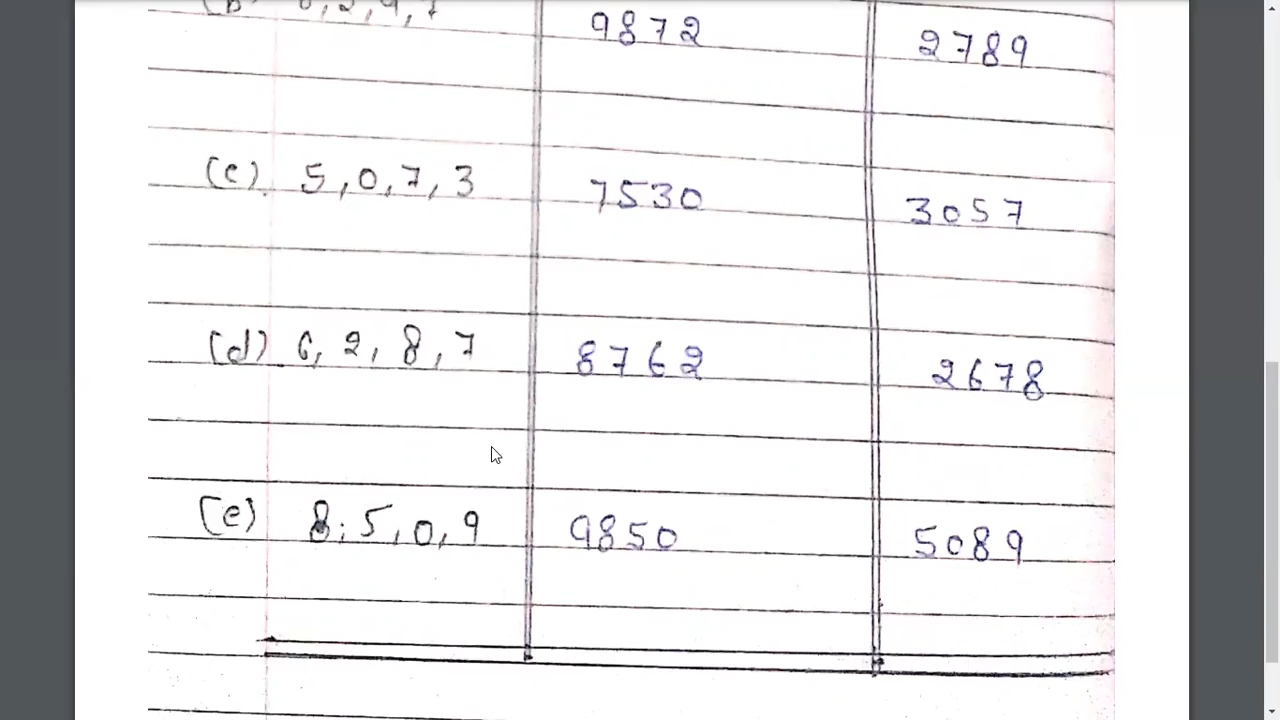 9872 2789
(c) 5,0,7,3 7530 3057
(d) 6, 2, 8, 7 8762 2678
(e) 8, 5, 0, 9 9850 5089